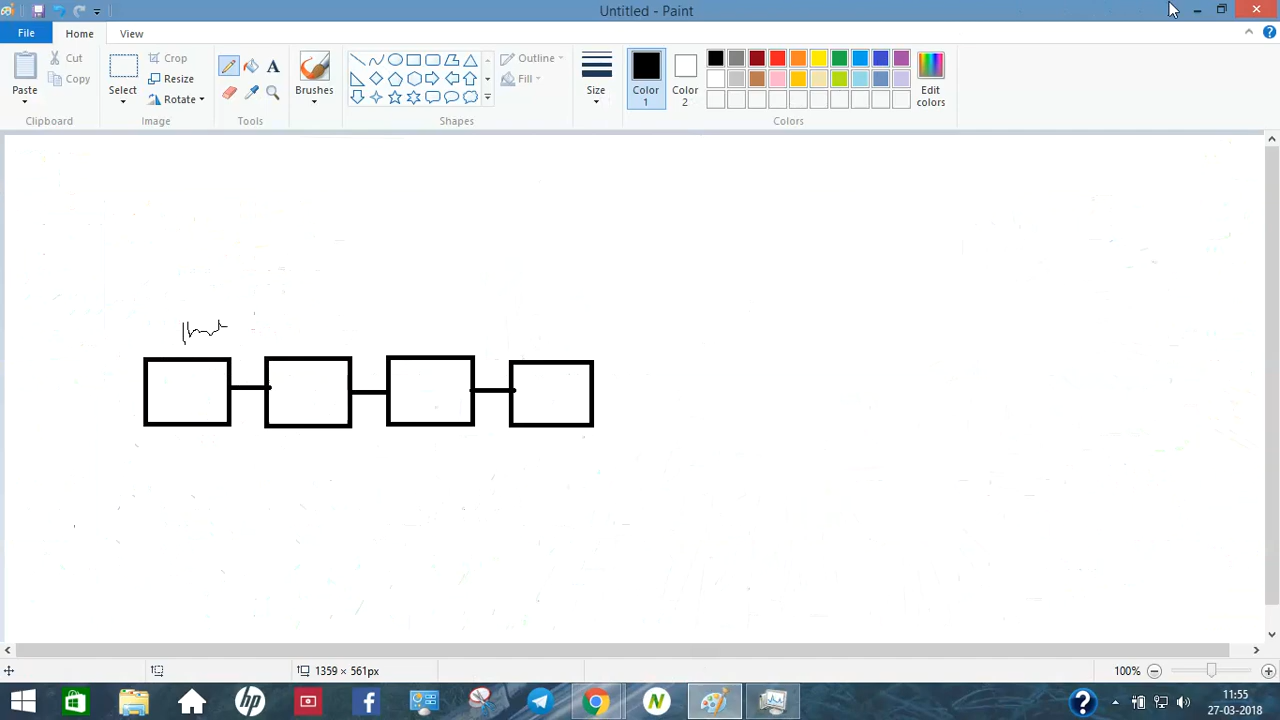 Untitled - Paint
File
Home
View
Cut
Outline
Paste
Copy
Select
Resize
Rotate
A
Brushes
Fill
Size
Color
1
Color
2
Edit
colors
Clipboard
Image
Tools
Shapes
Colors
1359 × 561px
100%
hp
f
N
?
11:55
27-03-2018